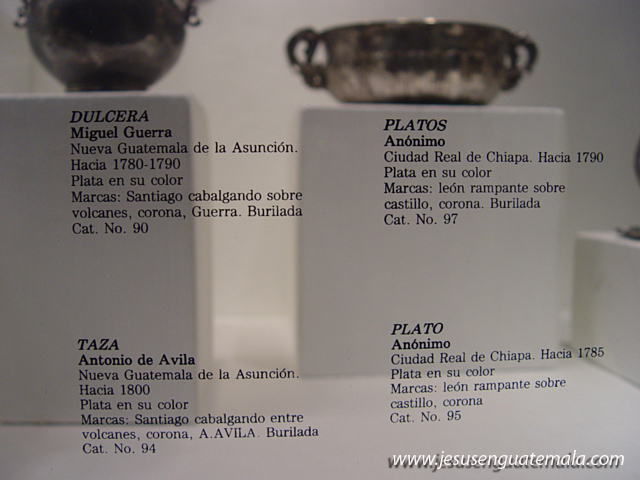 DULCERA
Miguel Guerra
Nueva Guatemala de la Asunción.
Hacia 1780-1790
Plata en su color
Marcas: Santiago cabalgando sobre
volcanes, corona, Guerra. Burilada
Cat. No. 90
PLATOS
Anónimo
Ciudad Real de Chiapa. Hacia 1790
Plata en su color
Marcas: león rampante sobre
castillo, corona. Burilada
Cat. No. 97
TAZA
Antonio de Avila
Nueva Guatemala de la Asunción.
Hacia 1800
Plata en su color
Marcas: Santiago cabalgando entre
volcanes, corona, A.AVILA. Burilada
Cat. No. 94
PLATO
Anónimo
Ciudad Real de Chiapa. Hacia 1785
Plata en su color
Marcas: león rampante sobre
castillo, corona
Cat. No. 95
www.jesusenguatemala.com